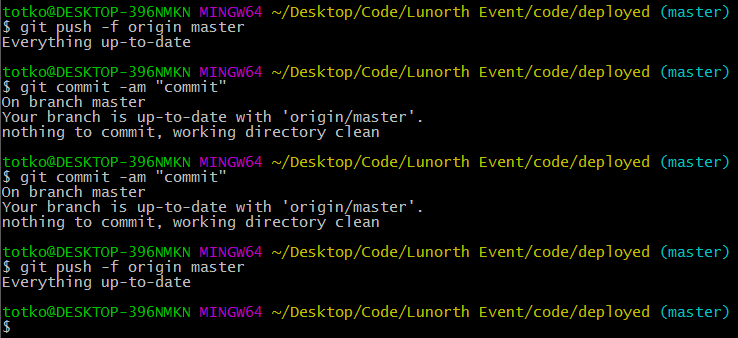 totko@DESKTOP-396NMKN MINGW64 ~/Desktop/Code/Lunorth Event/code/deployed (master)
$ git push -f origin master
Everything up-to-date
totko@DESKTOP-396NMKN MINGW64 ~/Desktop/Code/Lunorth Event/code/deployed (master)
$ git commit -am "commit"
On branch master
Your branch is up-to-date with 'origin/master'.
nothing to commit, working directory clean
totko@DESKTOP-396NMKN MINGW64 ~/Desktop/Code/Lunorth Event/code/deployed (master)
$ git commit -am "commit"
On branch master
Your branch is up-to-date with 'origin/master'.
nothing to commit, working directory clean
totko@DESKTOP-396NMKN MINGW64 ~/Desktop/Code/Lunorth Event/code/deployed (master)
$ git push -f origin master
Everything up-to-date
totko@DESKTOP-396NMKN MINGW64 ~/Desktop/Code/Lunorth Event/code/deployed (master)
$